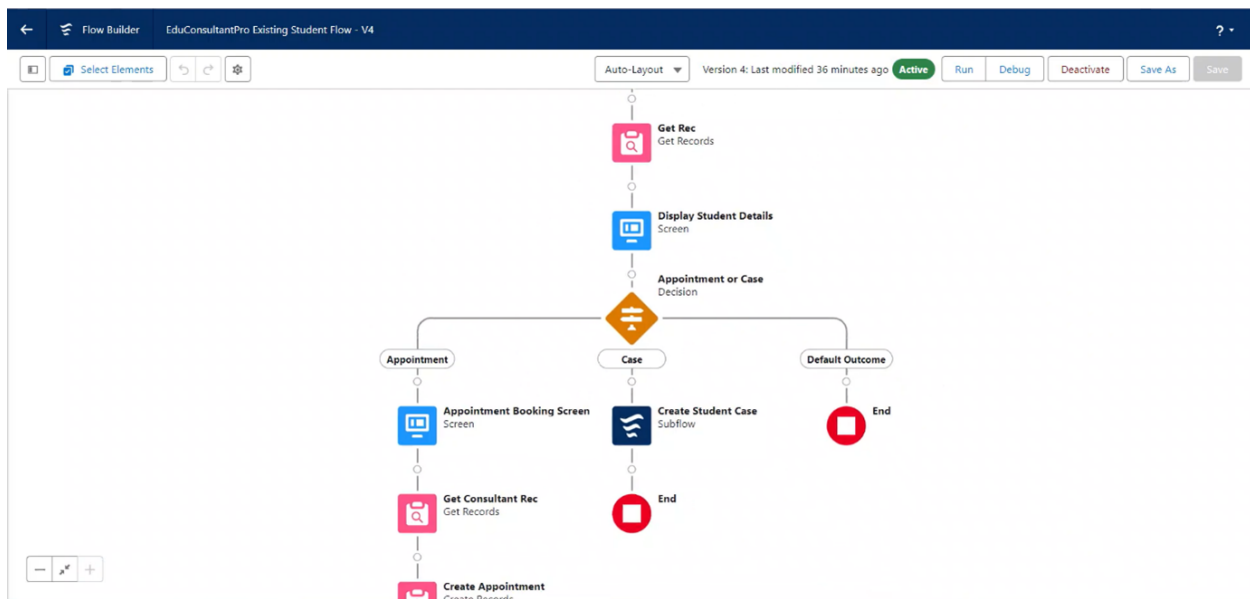 Flow Builder
EduConsultantPro Existing Student Flow - V4
?
Select Elements
Auto-Layout
Version 4: Last modified 36 minutes ago
Active
Run
Debug
Deactivate
Save As
Save
Get Rec
Get Records
Display Student Details
Screen
Appointment or Case
Decision
Appointment
Case
Default Outcome
Appointment Booking Screen
Screen
Create Student Case
Subflow
End
Get Consultant Rec
Get Records
End
Create Appointment
Create Records